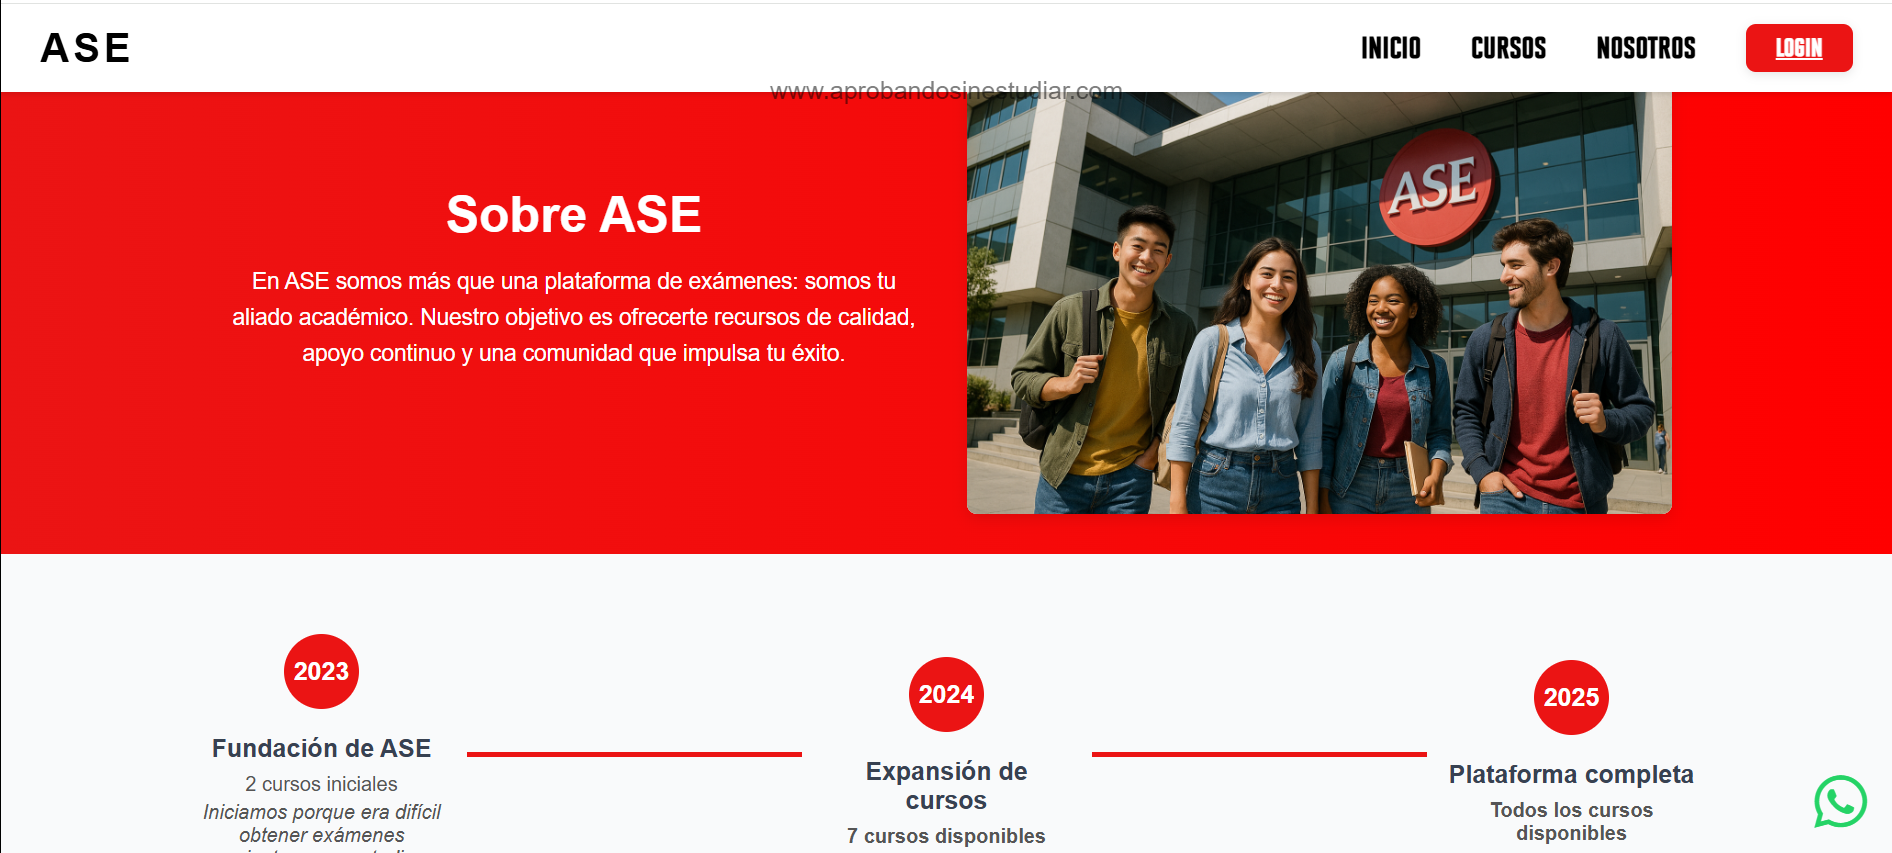 ASE
INICIO
CURSOS
NOSOTROS
LOGIN
www.aprobandosinestudiar.com
Sobre ASE
En ASE somos más que una plataforma de exámenes: somos tu
aliado académico. Nuestro objetivo es ofrecerte recursos de calidad,
apoyo continuo y una comunidad que impulsa tu éxito.
ASE
2023
Fundación de ASE
2 cursos iniciales
Iniciamos porque era difícil
obtener exámenes
2024
Expansión de
cursos
7 cursos disponibles
2025
Plataforma completa
Todos los cursos
disponibles